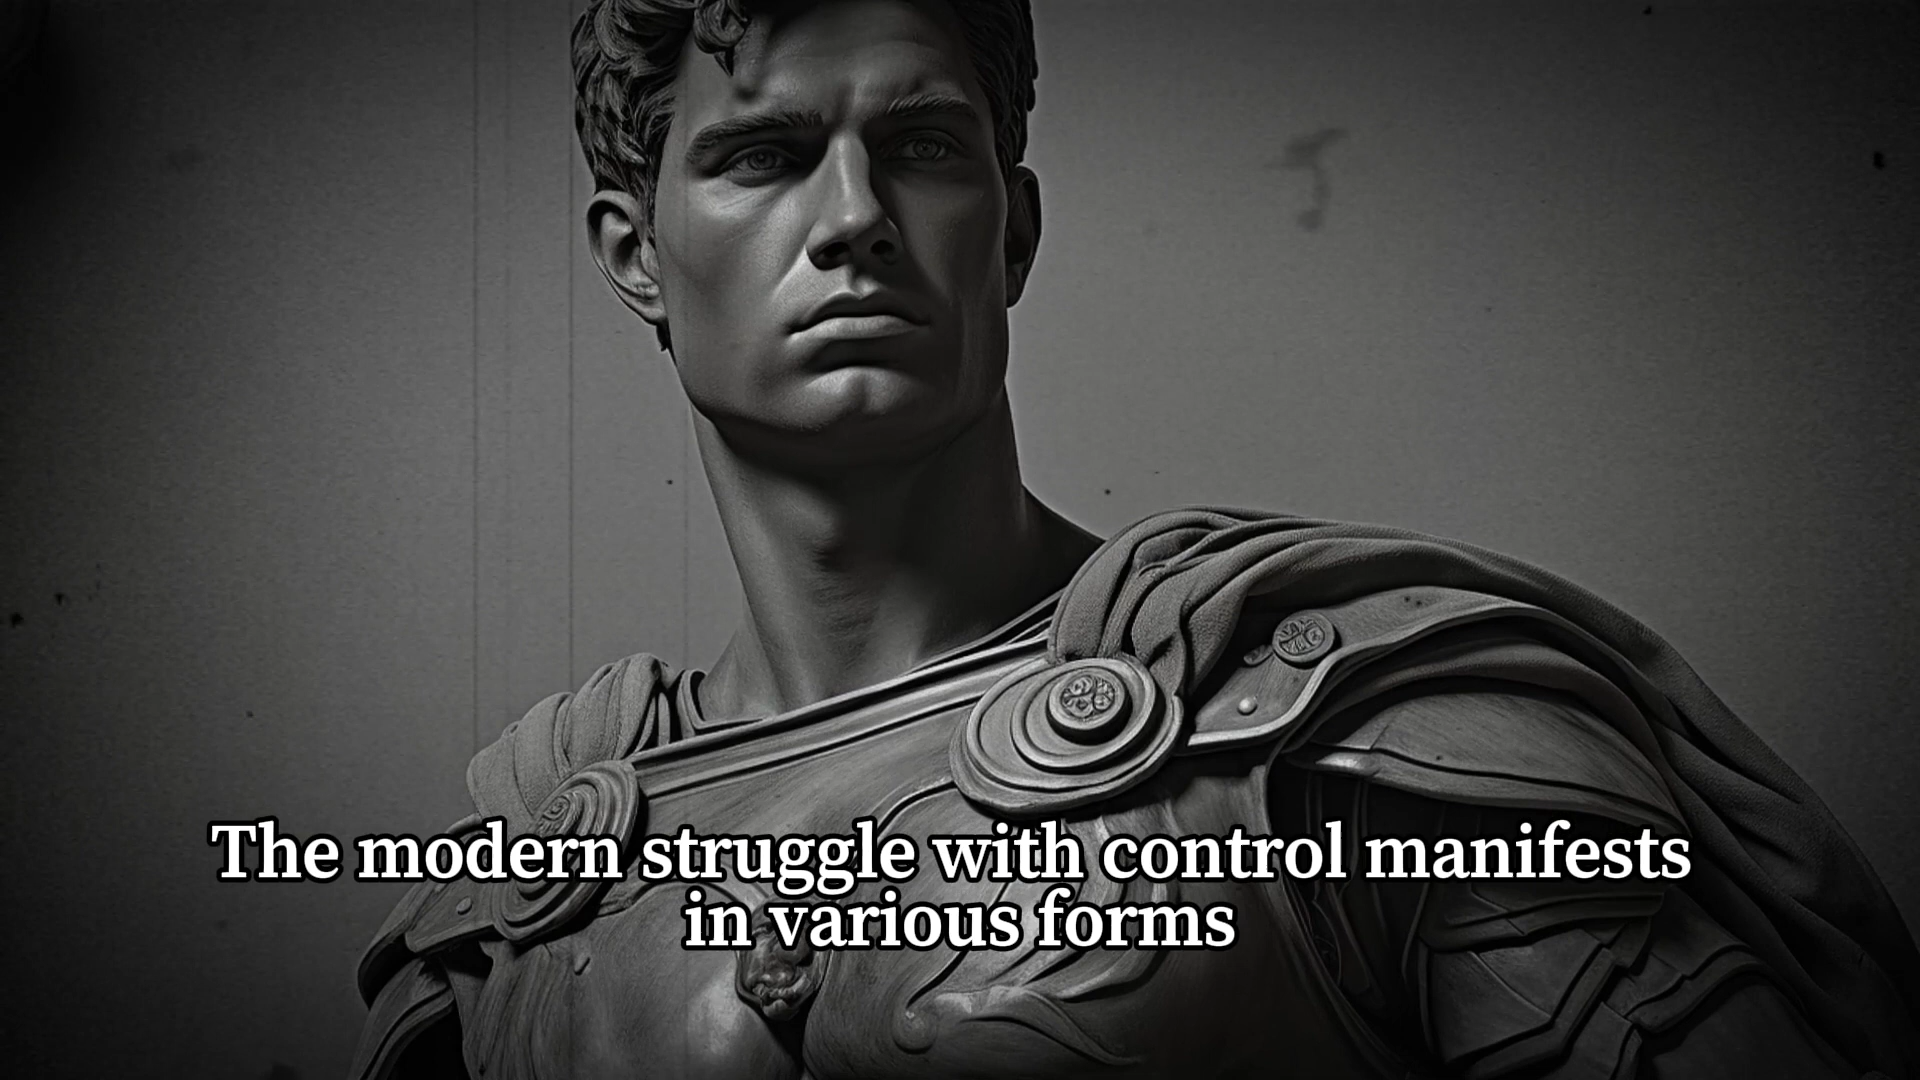 The modern struggle with control manifests
in various forms